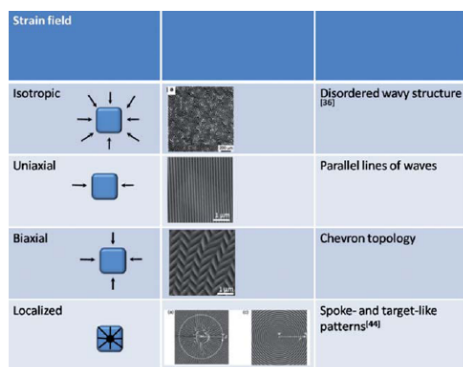 Strain field
Isotropic
Disordered wavy structure
[36]
Uniaxial
1 μm
Parallel lines of waves
Biaxial
1 μm
Chevron topology
Localized
Spoke- and target-like
patterns[44]